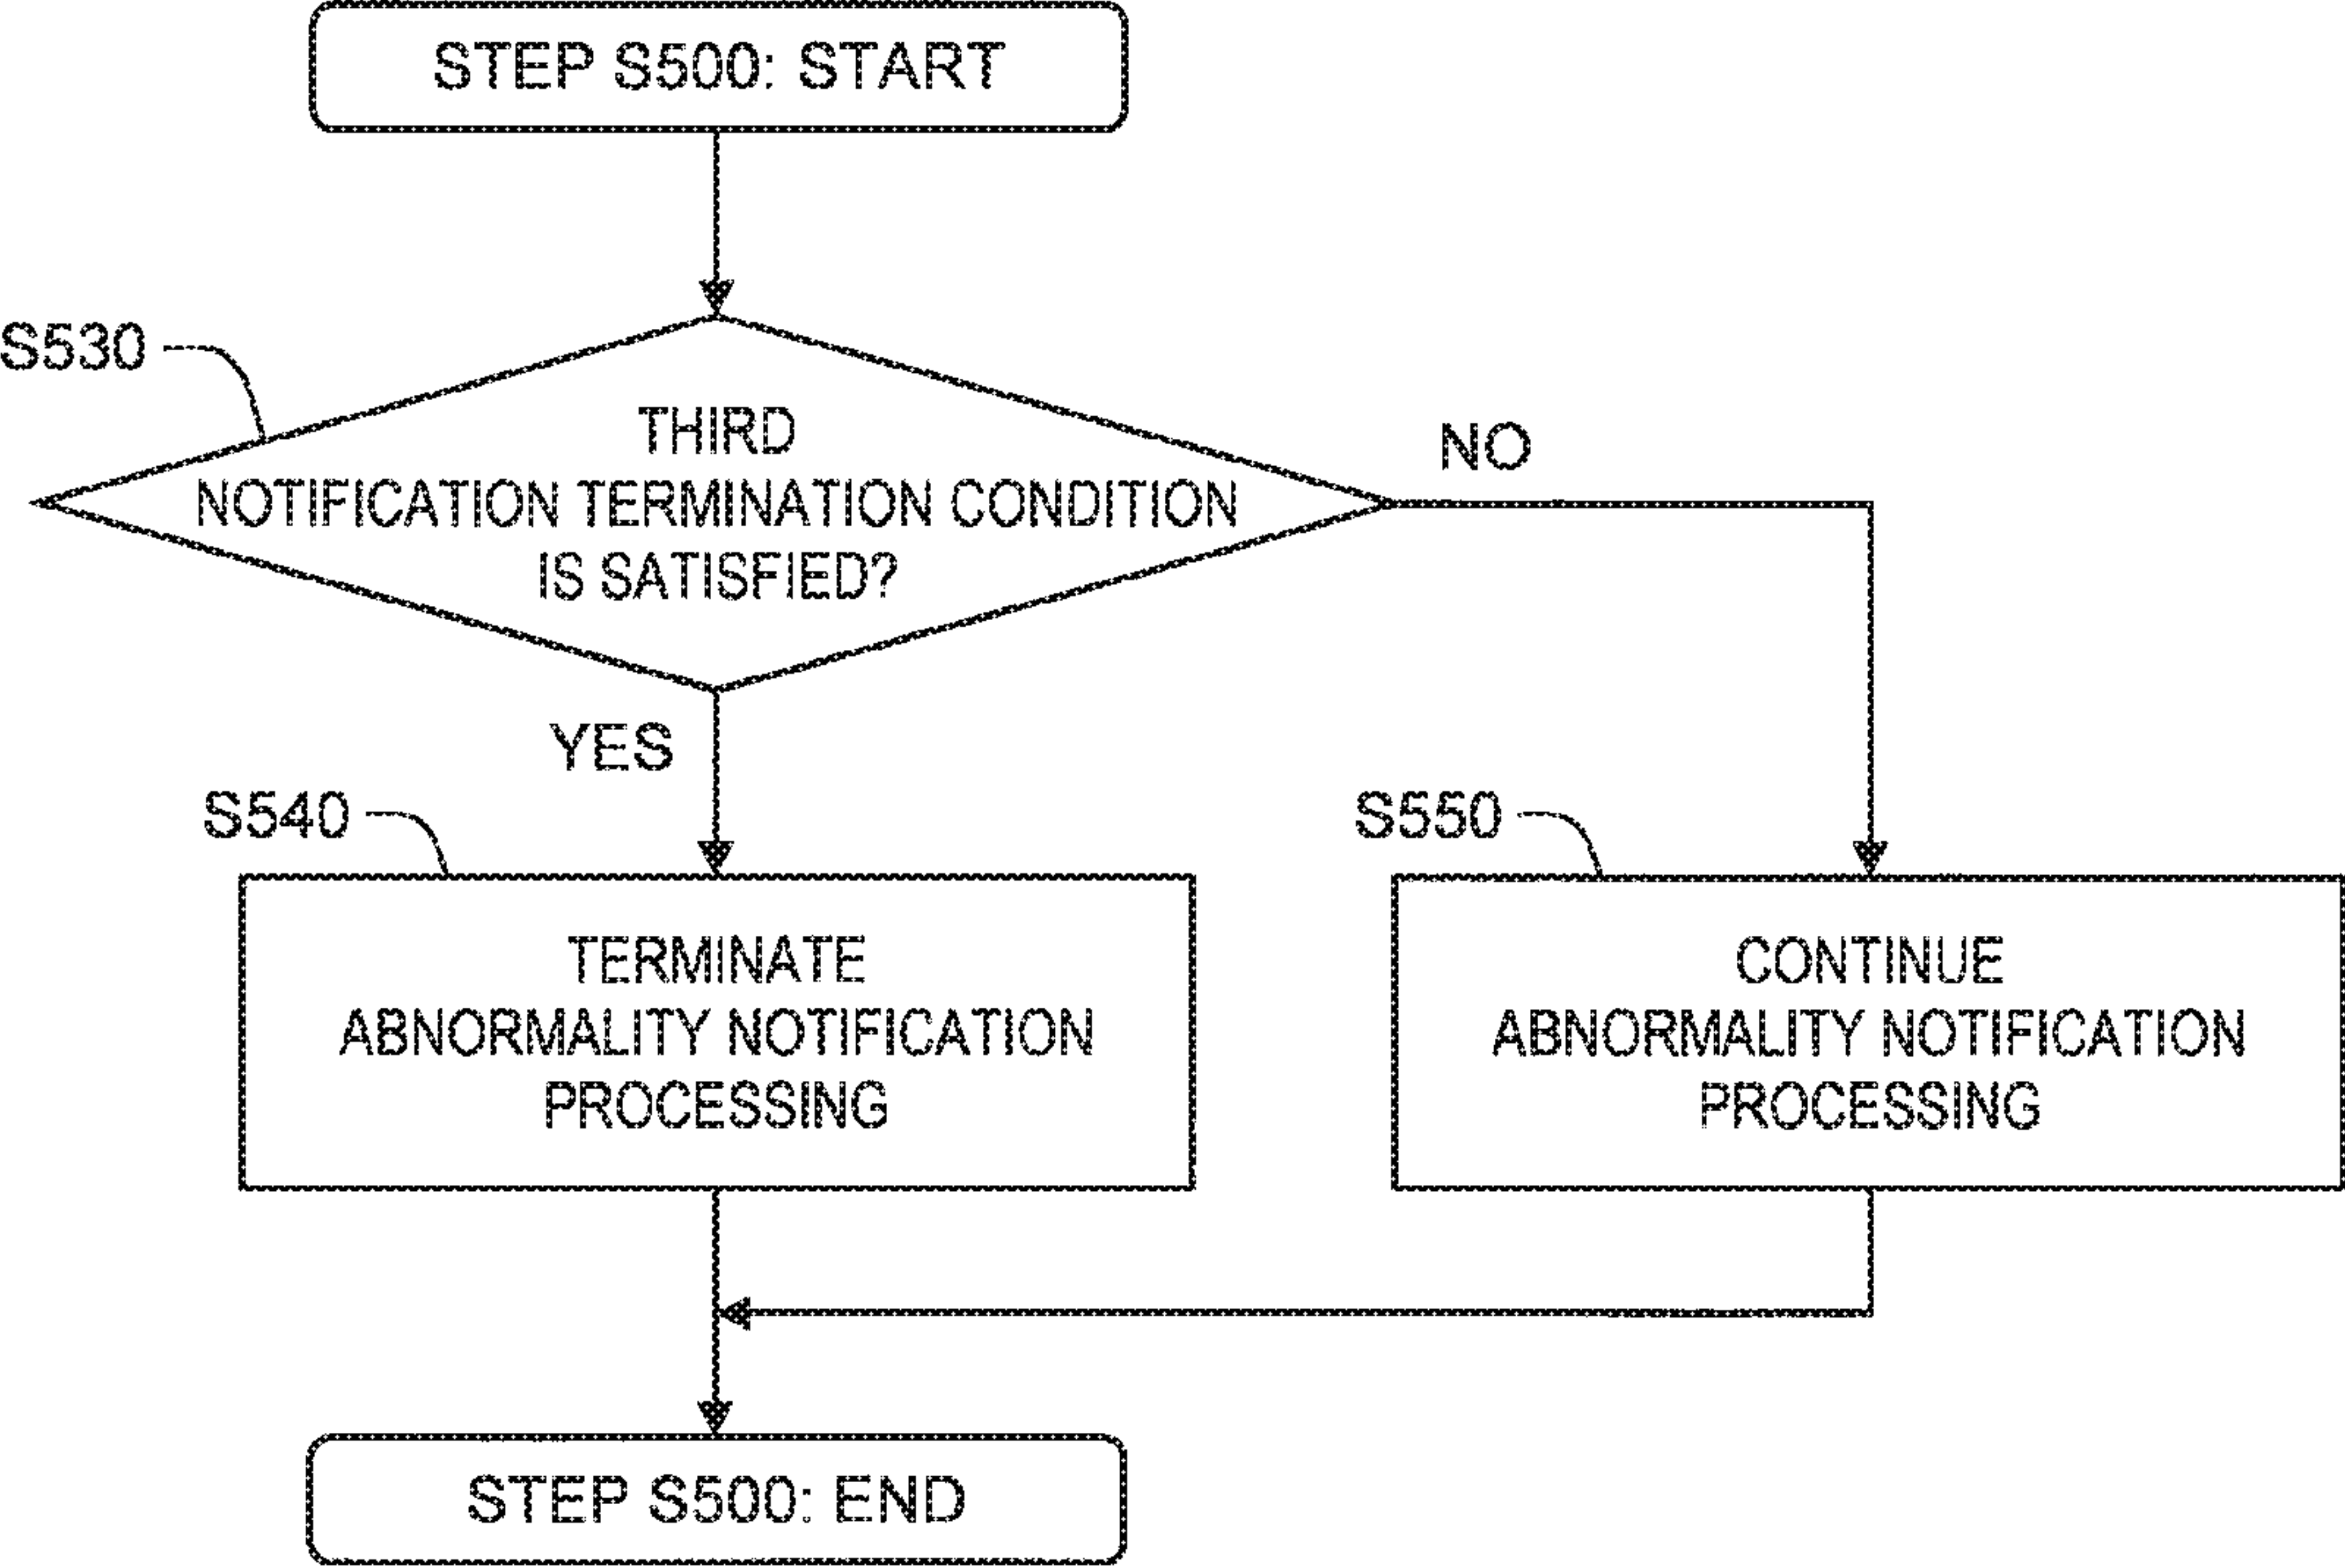 STEP S500: START
S530
THIRD
NOTIFICATION TERMINATION CONDITION
IS SATISFIED?
NO
YES
S540
TERMINATE
ABNORMALITY NOTIFICATION
PROCESSING
S550
CONTINUE
ABNORMALITY NOTIFICATION
PROCESSING
STEP S500: END